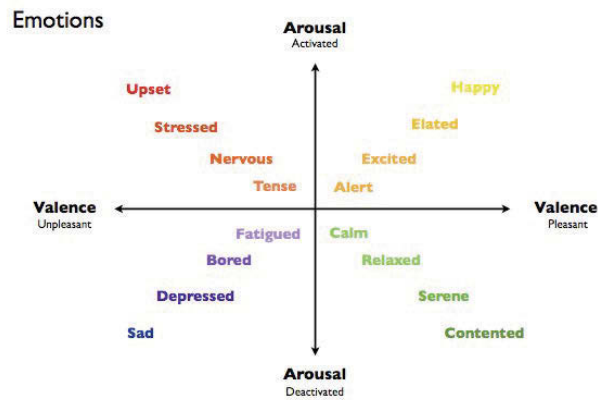 Emotions
Arousal
Activated
Upset
Happy
Stressed
Elated
Nervous
Excited
Tense
Alert
Valence
Unpleasant
Valence
Pleasant
Fatigued
Calm
Bored
Relaxed
Depressed
Serene
Sad
Contented
Arousal
Deactivated